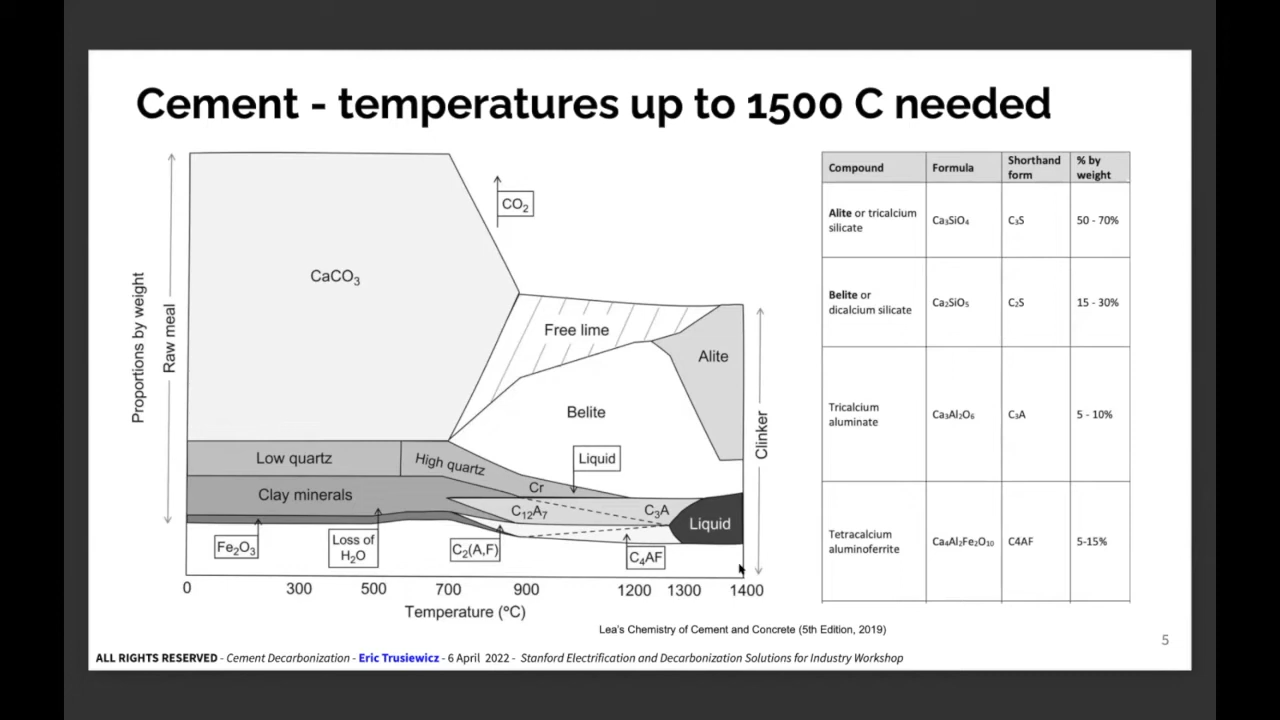 Cement - temperatures up to 1500 C needed
Proportions by weight
Raw meal
CaCO₃
CO₂
Free lime
Alite
Belite
Clinker
Low quartz
High quartz
Liquid
Cr
Clay minerals
C₁₂A₇
C₃A
Liquid
Fe₂O₃
Loss of
H₂O
C₂(A,F)
C₄AF
0
300
500
700
900
1200
1300
1400
Temperature (°C)
Compound
Formula
Shorthand
form
% by
weight
Alite or tricalcium
silicate
Ca₃SiO₄
C₃S
50 - 70%
Belite or
dicalcium silicate
Ca₂SiO₅
C₂S
15 - 30%
Tricalcium
aluminate
Ca₃Al₂O₆
C₃A
5 - 10%
Tetracalcium
aluminoferrite
Ca₄Al₂Fe₂O₁₀
C4AF
5-15%
Lea's Chemistry of Cement and Concrete (5th Edition, 2019)
5
ALL RIGHTS RESERVED - Cement Decarbonization - Eric Trusiewicz - 6 April 2022 - Stanford Electrification and Decarbonization Solutions for Industry Workshop